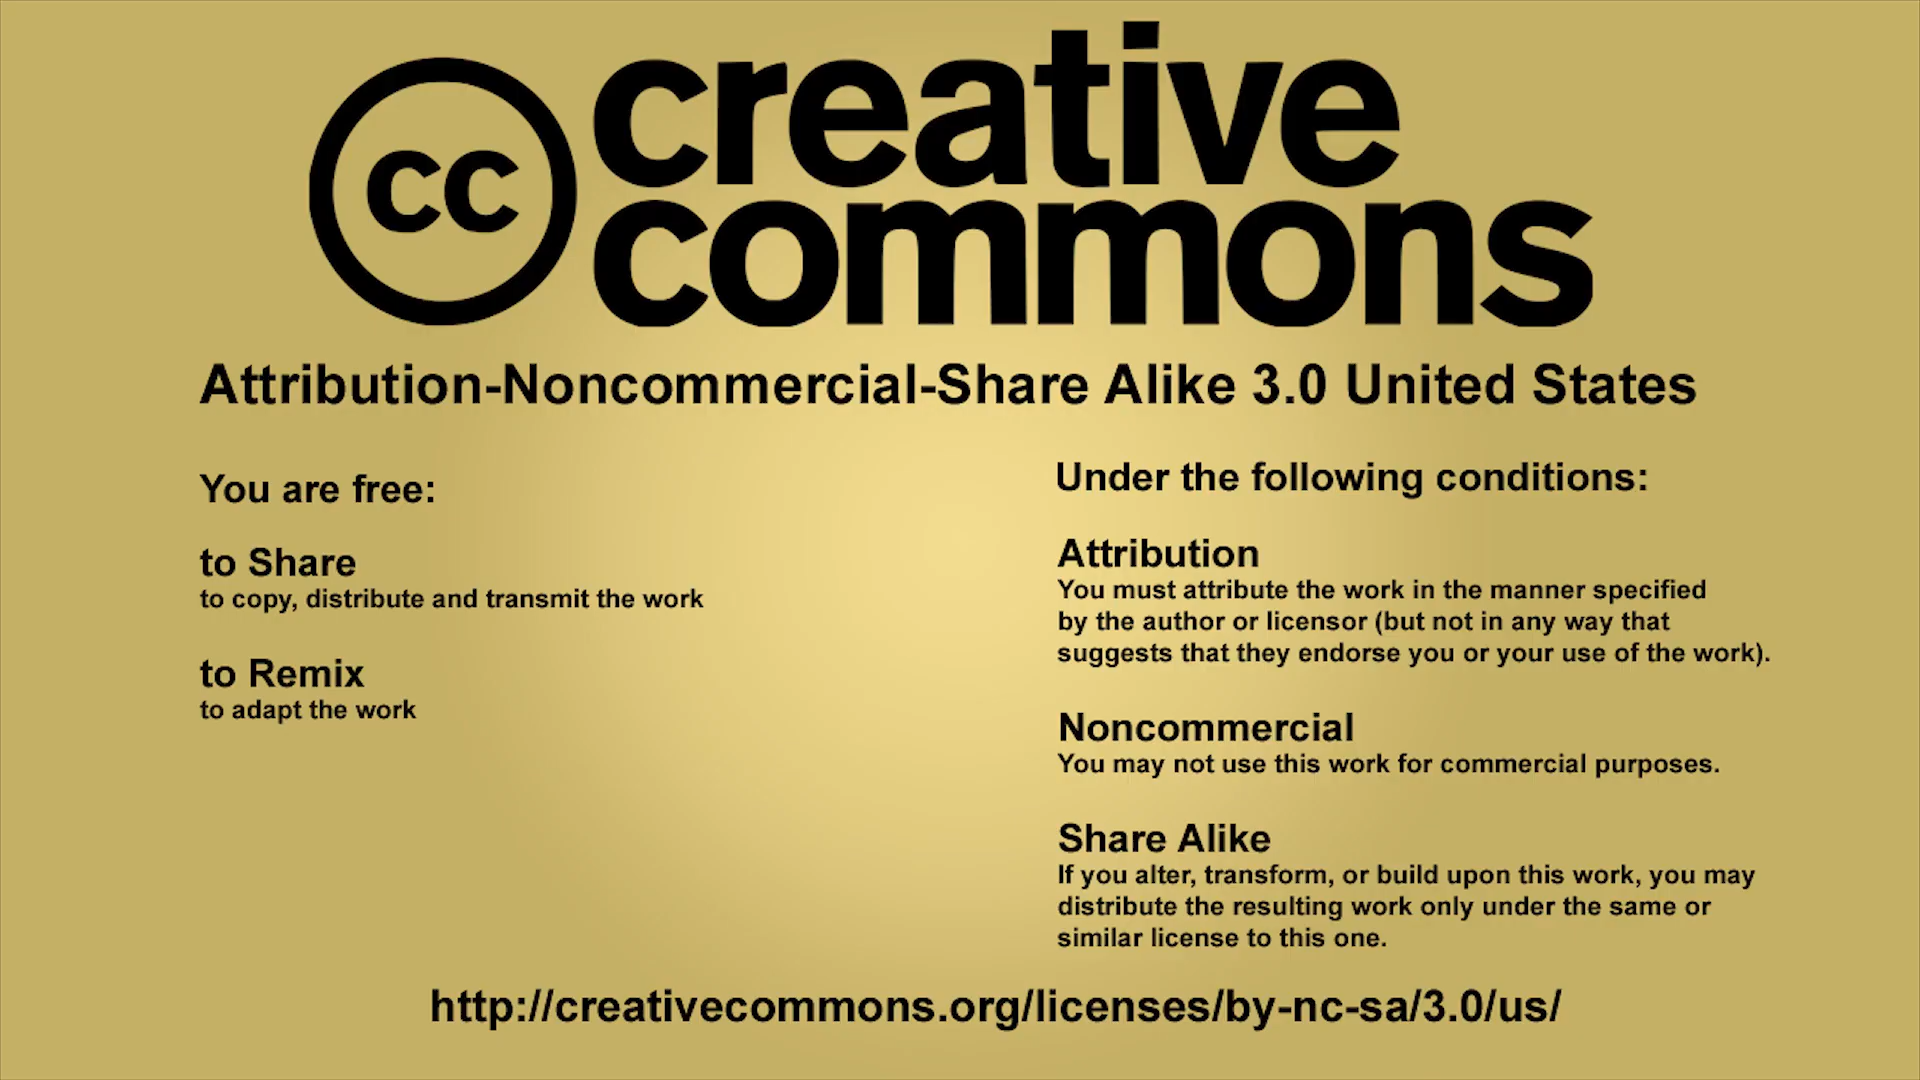 cc creative
commons
Attribution-Noncommercial-Share Alike 3.0 United States
You are free:
to Share
to copy, distribute and transmit the work
to Remix
to adapt the work
Under the following conditions:
Attribution
You must attribute the work in the manner specified
by the author or licensor (but not in any way that
suggests that they endorse you or your use of the work).
Noncommercial
You may not use this work for commercial purposes.
Share Alike
If you alter, transform, or build upon this work, you may
distribute the resulting work only under the same or
similar license to this one.
http://creativecommons.org/licenses/by-nc-sa/3.0/us/